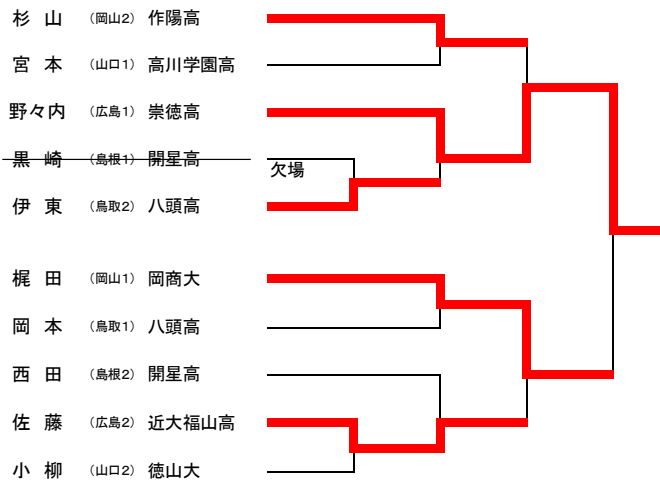 杉 山 （岡山2） 作陽高
宮 本 （山口1） 高川学園高
野々内 （広島1） 崇徳高
黒 崎 （島根1） 開星高
欠場
伊 東 （鳥取2） 八頭高
梶 田 （岡山1） 岡商大
岡 本 （鳥取1） 八頭高
西 田 （島根2） 開星高
佐 藤 （広島2） 近大福山高
小 柳 （山口2） 徳山大